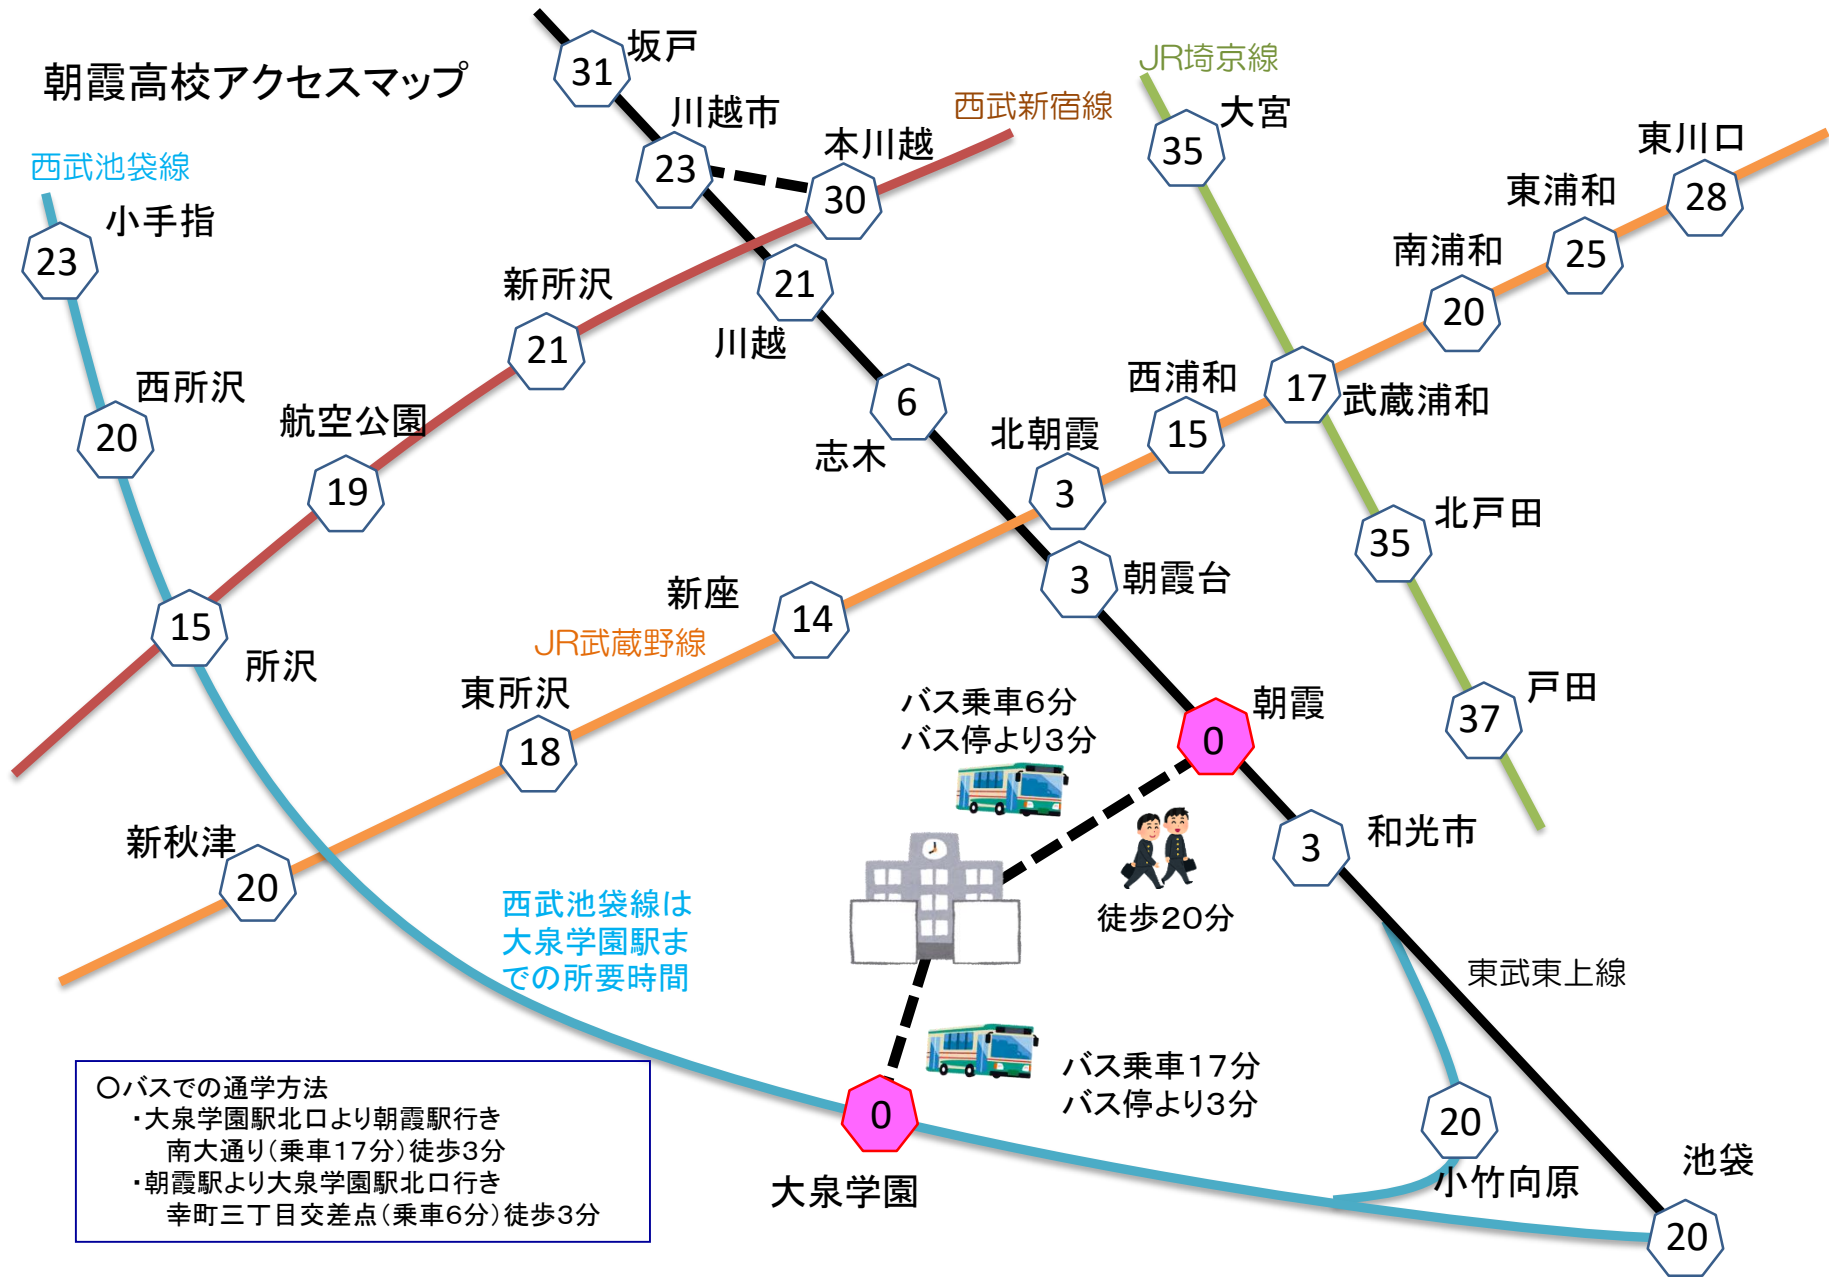 朝霞高校アクセスマップ
31
坂戸
JR埼京線
川越市
西武新宿線
35
大宮
西武池袋線
23
本川越
30
東川口
28
小手指
23
東浦和
25
新所沢
21
21
川越
南浦和
20
西所沢
20
航空公園
19
6
志木
西浦和
15
17
武蔵浦和
北朝霞
3
35
北戸田
3
朝霞台
新座
14
15
所沢
JR武蔵野線
東所沢
18
バス乗車6分
バス停より3分
0
朝霞
37
戸田
新秋津
20
3
和光市
徒歩20分
西武池袋線は
大泉学園駅ま
での所要時間
東武東上線
バス乗車17分
バス停より3分
0
大泉学園
20
小竹向原
池袋
20
〇バスでの通学方法
・大泉学園駅北口より朝霞駅行き
南大通り(乗車17分)徒歩3分
・朝霞駅より大泉学園駅北口行き
幸町三丁目交差点(乗車6分)徒歩3分